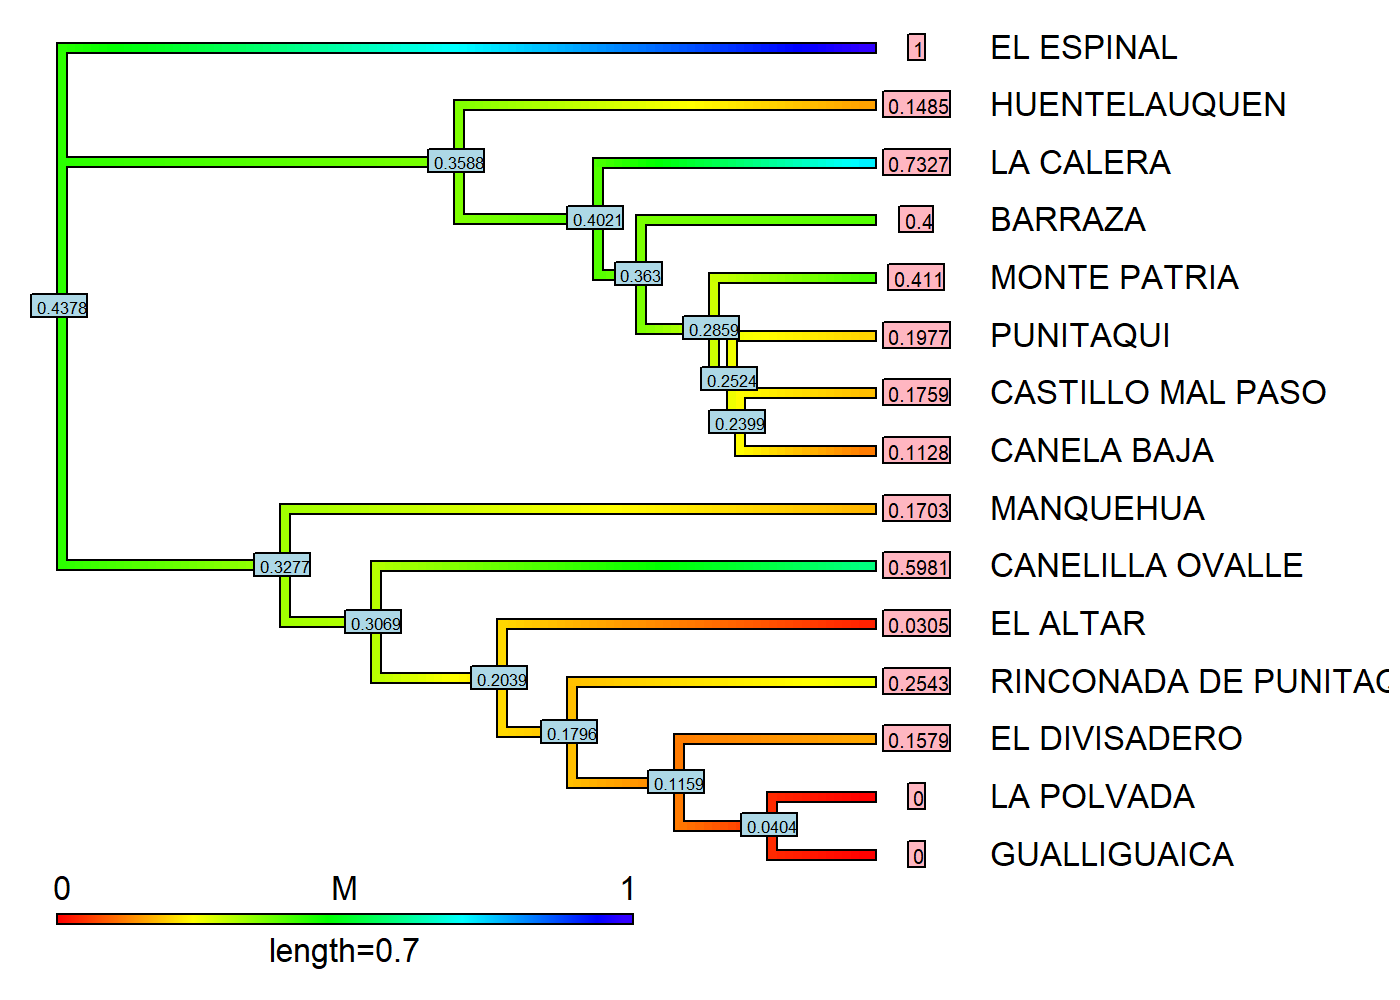 1 EL ESPINAL
0.1485 HUENTELAUQUEN
0.3588
0.7327 LA CALERA
0.4021
0.4 BARRAZA
0.363
0.411 MONTE PATRIA
0.4378
0.2859
0.1977 PUNITAQUI
0.2524
0.1759 CASTILLO MAL PASO
0.2399
0.1128 CANELA BAJA
0.1703 MANQUEHUA
0.3277
0.5981 CANELILLA OVALLE
0.3069
0.0305 EL ALTAR
0.2039
0.2543 RINCONADA DE PUNITAQ
0.1796
0.1579 EL DIVISADERO
0.1159
0 LA POLVADA
0.0404
0 GUALLIGUAICA
0 M 1
length=0.7